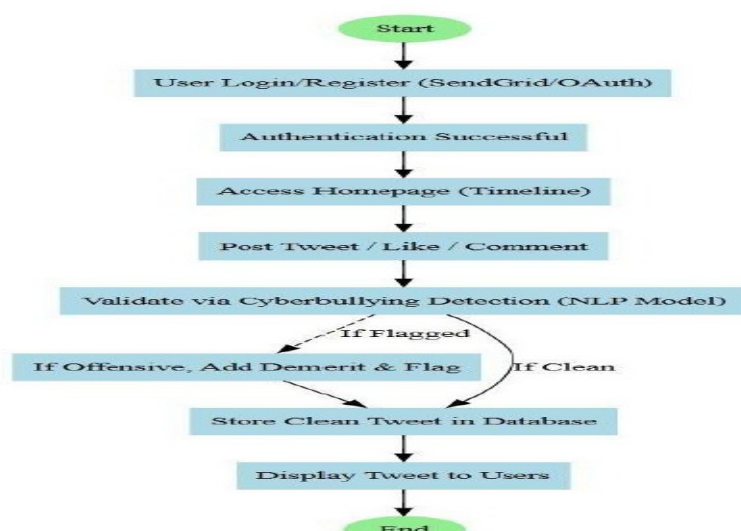 Start
User Login/Register (SendGrid/OAuth)
Authentication Successful
Access Homepage (Timeline)
Post Tweet / Like / Comment
Validate via Cyberbullying Detection (NLP Model)
If Flagged
If Offensive, Add Demerit & Flag
If Clean
Store Clean Tweet in Database
Display Tweet to Users
End